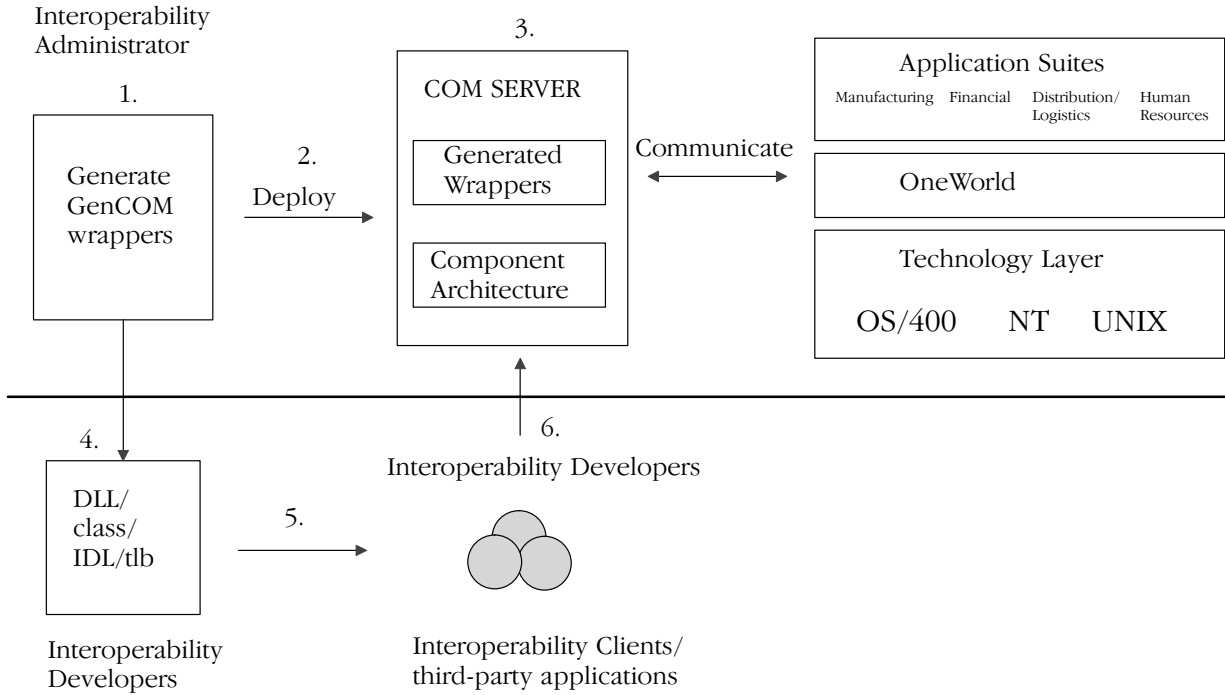 Interoperability
Administrator
1.
Generate
GenCOM
wrappers
2.
Deploy
3.
COM SERVER
Generated
Wrappers
Component
Architecture
Communicate
Application Suites
Manufacturing Financial Distribution/ Human
Logistics Resources
OneWorld
Technology Layer
OS/400 NT UNIX
4.
DLL/
class/
IDL/tlb
Interoperability
Developers
5.
6.
Interoperability Developers
Interoperability Clients/
third-party applications